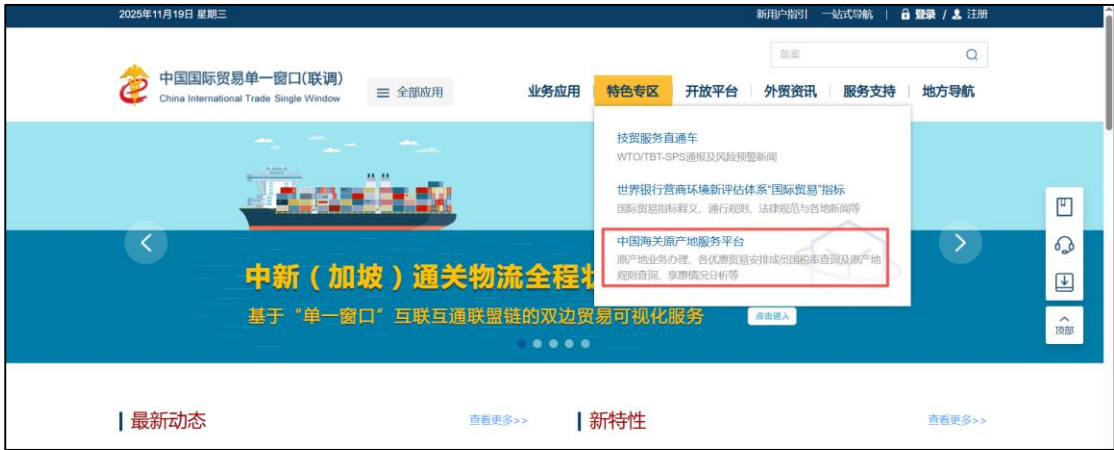 2025年11月19日 星期三
新用户指引 一站式导航 | 登录 / 注册
备案
中国国际贸易单一窗口(联调)
China International Trade Single Window
全部应用
业务应用 特色专区 开放平台 外贸资讯 服务支持 地方导航
技贸服务直通车
WTO/TBT-SPS通报及风险预警新闻
世界银行营商环境新评估体系“国际贸易”指标
国际贸易指标释义、通行规则、法律规范与各地新闻等
中国海关原产地服务平台
原产地业务办理、各优惠贸易安排成员国税率查询及原产地
规则查询、享惠情况分析等
中新（加坡）通关物流全程状
基于“单一窗口”互联互通联盟链的双边贸易可视化服务
点击进入
顶部
最新动态
查看更多>>
新特性
查看更多>>